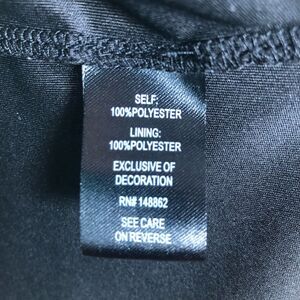 SELF:
100%POLYESTER
LINING:
100%POLYESTER
EXCLUSIVE OF
DECORATION
RN# 148862
SEE CARE
ON REVERSE